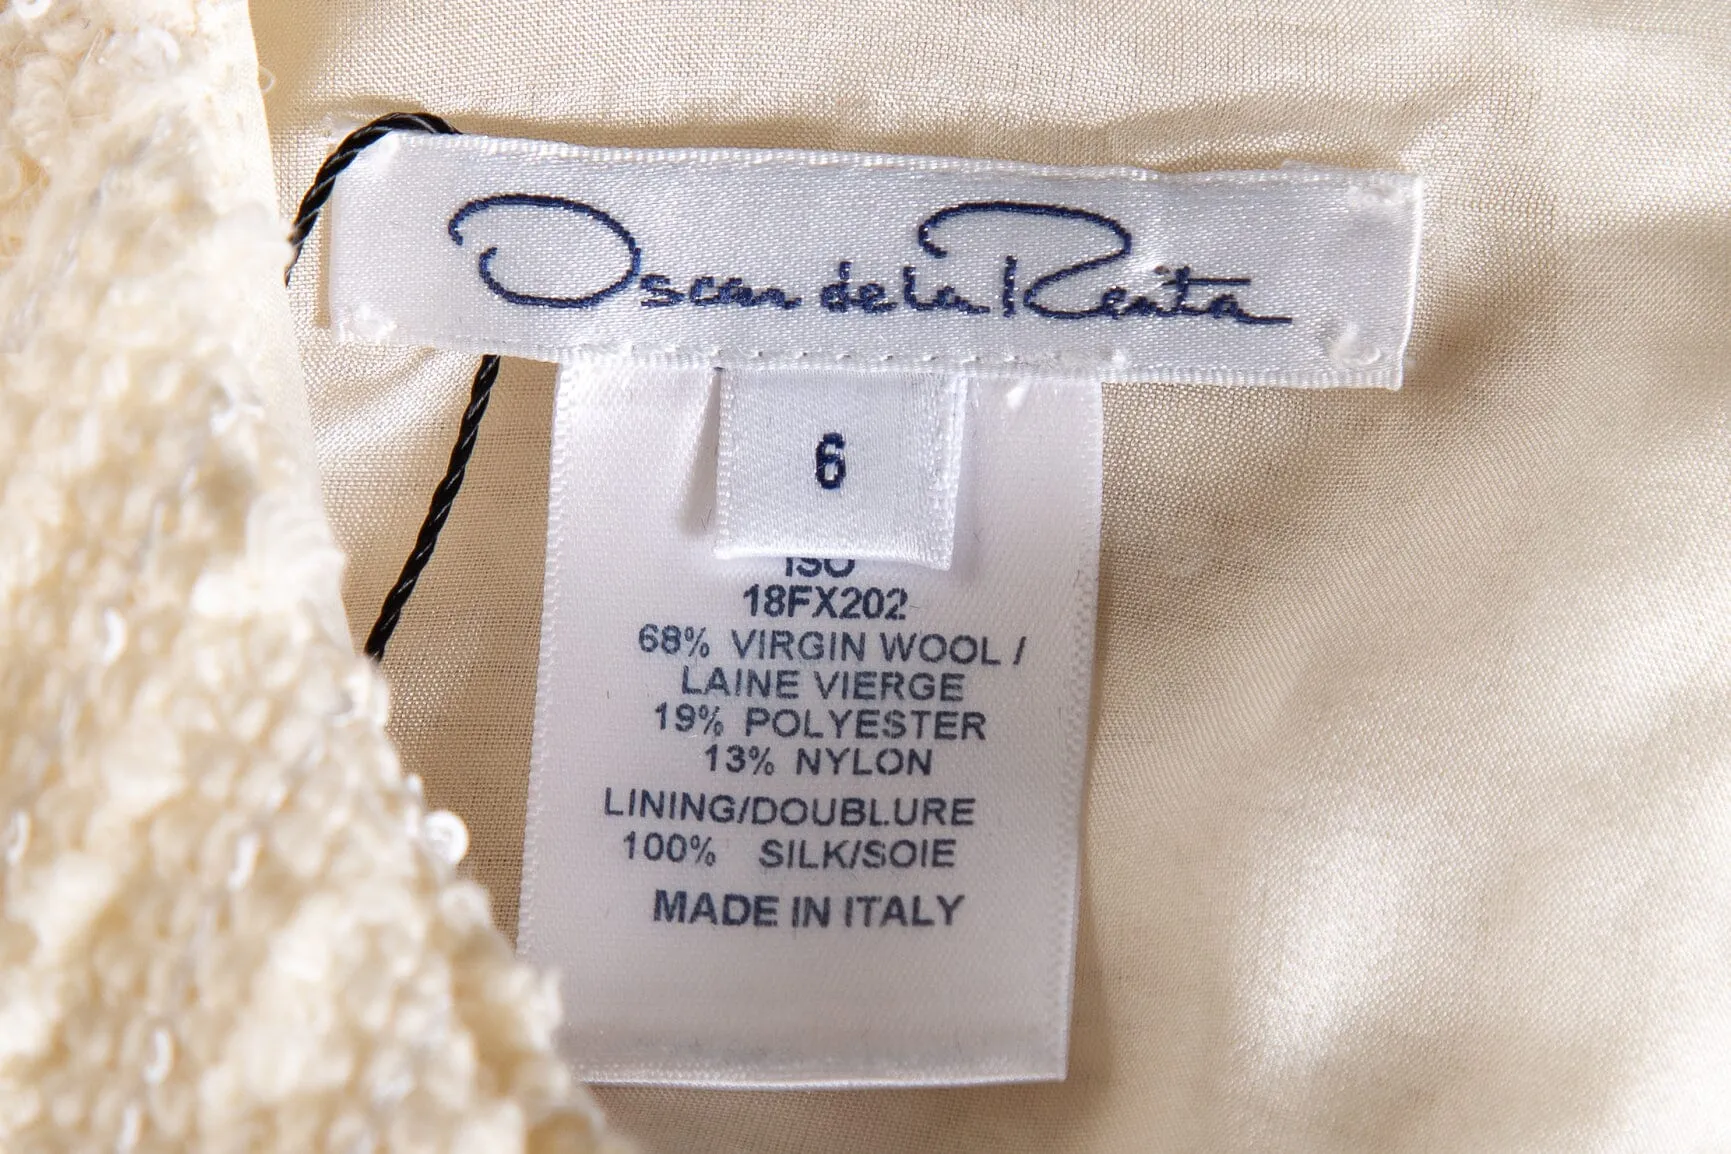 Oscar de la Renta
6
ISO
18FX202
68% VIRGIN WOOL /
LAINE VIERGE
19% POLYESTER
13% NYLON
LINING/DOUBLURE
100% SILK/SOIE
MADE IN ITALY